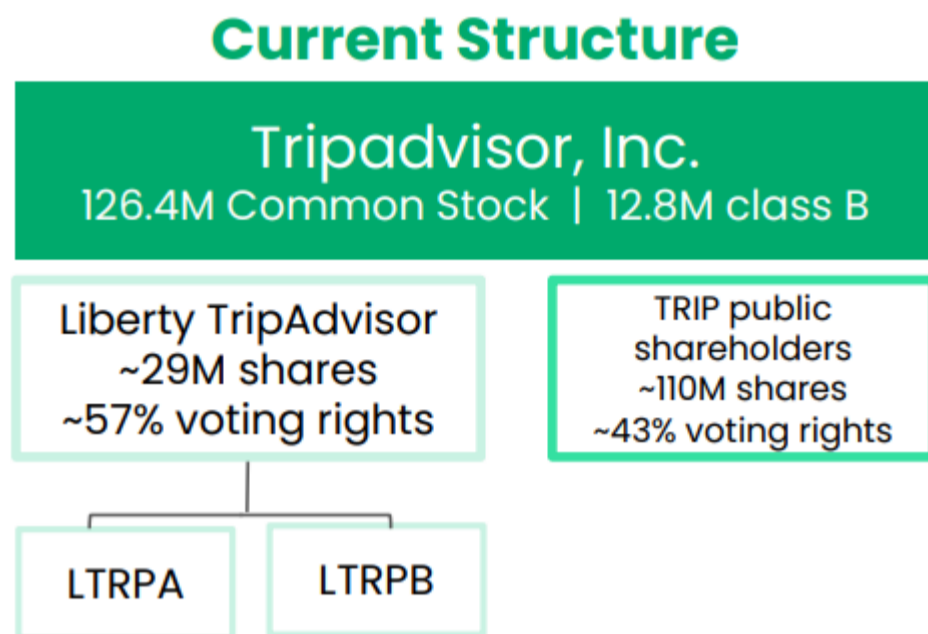 Current Structure
Tripadvisor, Inc.
126.4M Common Stock | 12.8M class B
Liberty TripAdvisor
~29M shares
~57% voting rights
TRIP public
shareholders
~110M shares
~43% voting rights
LTRPA
LTRPB